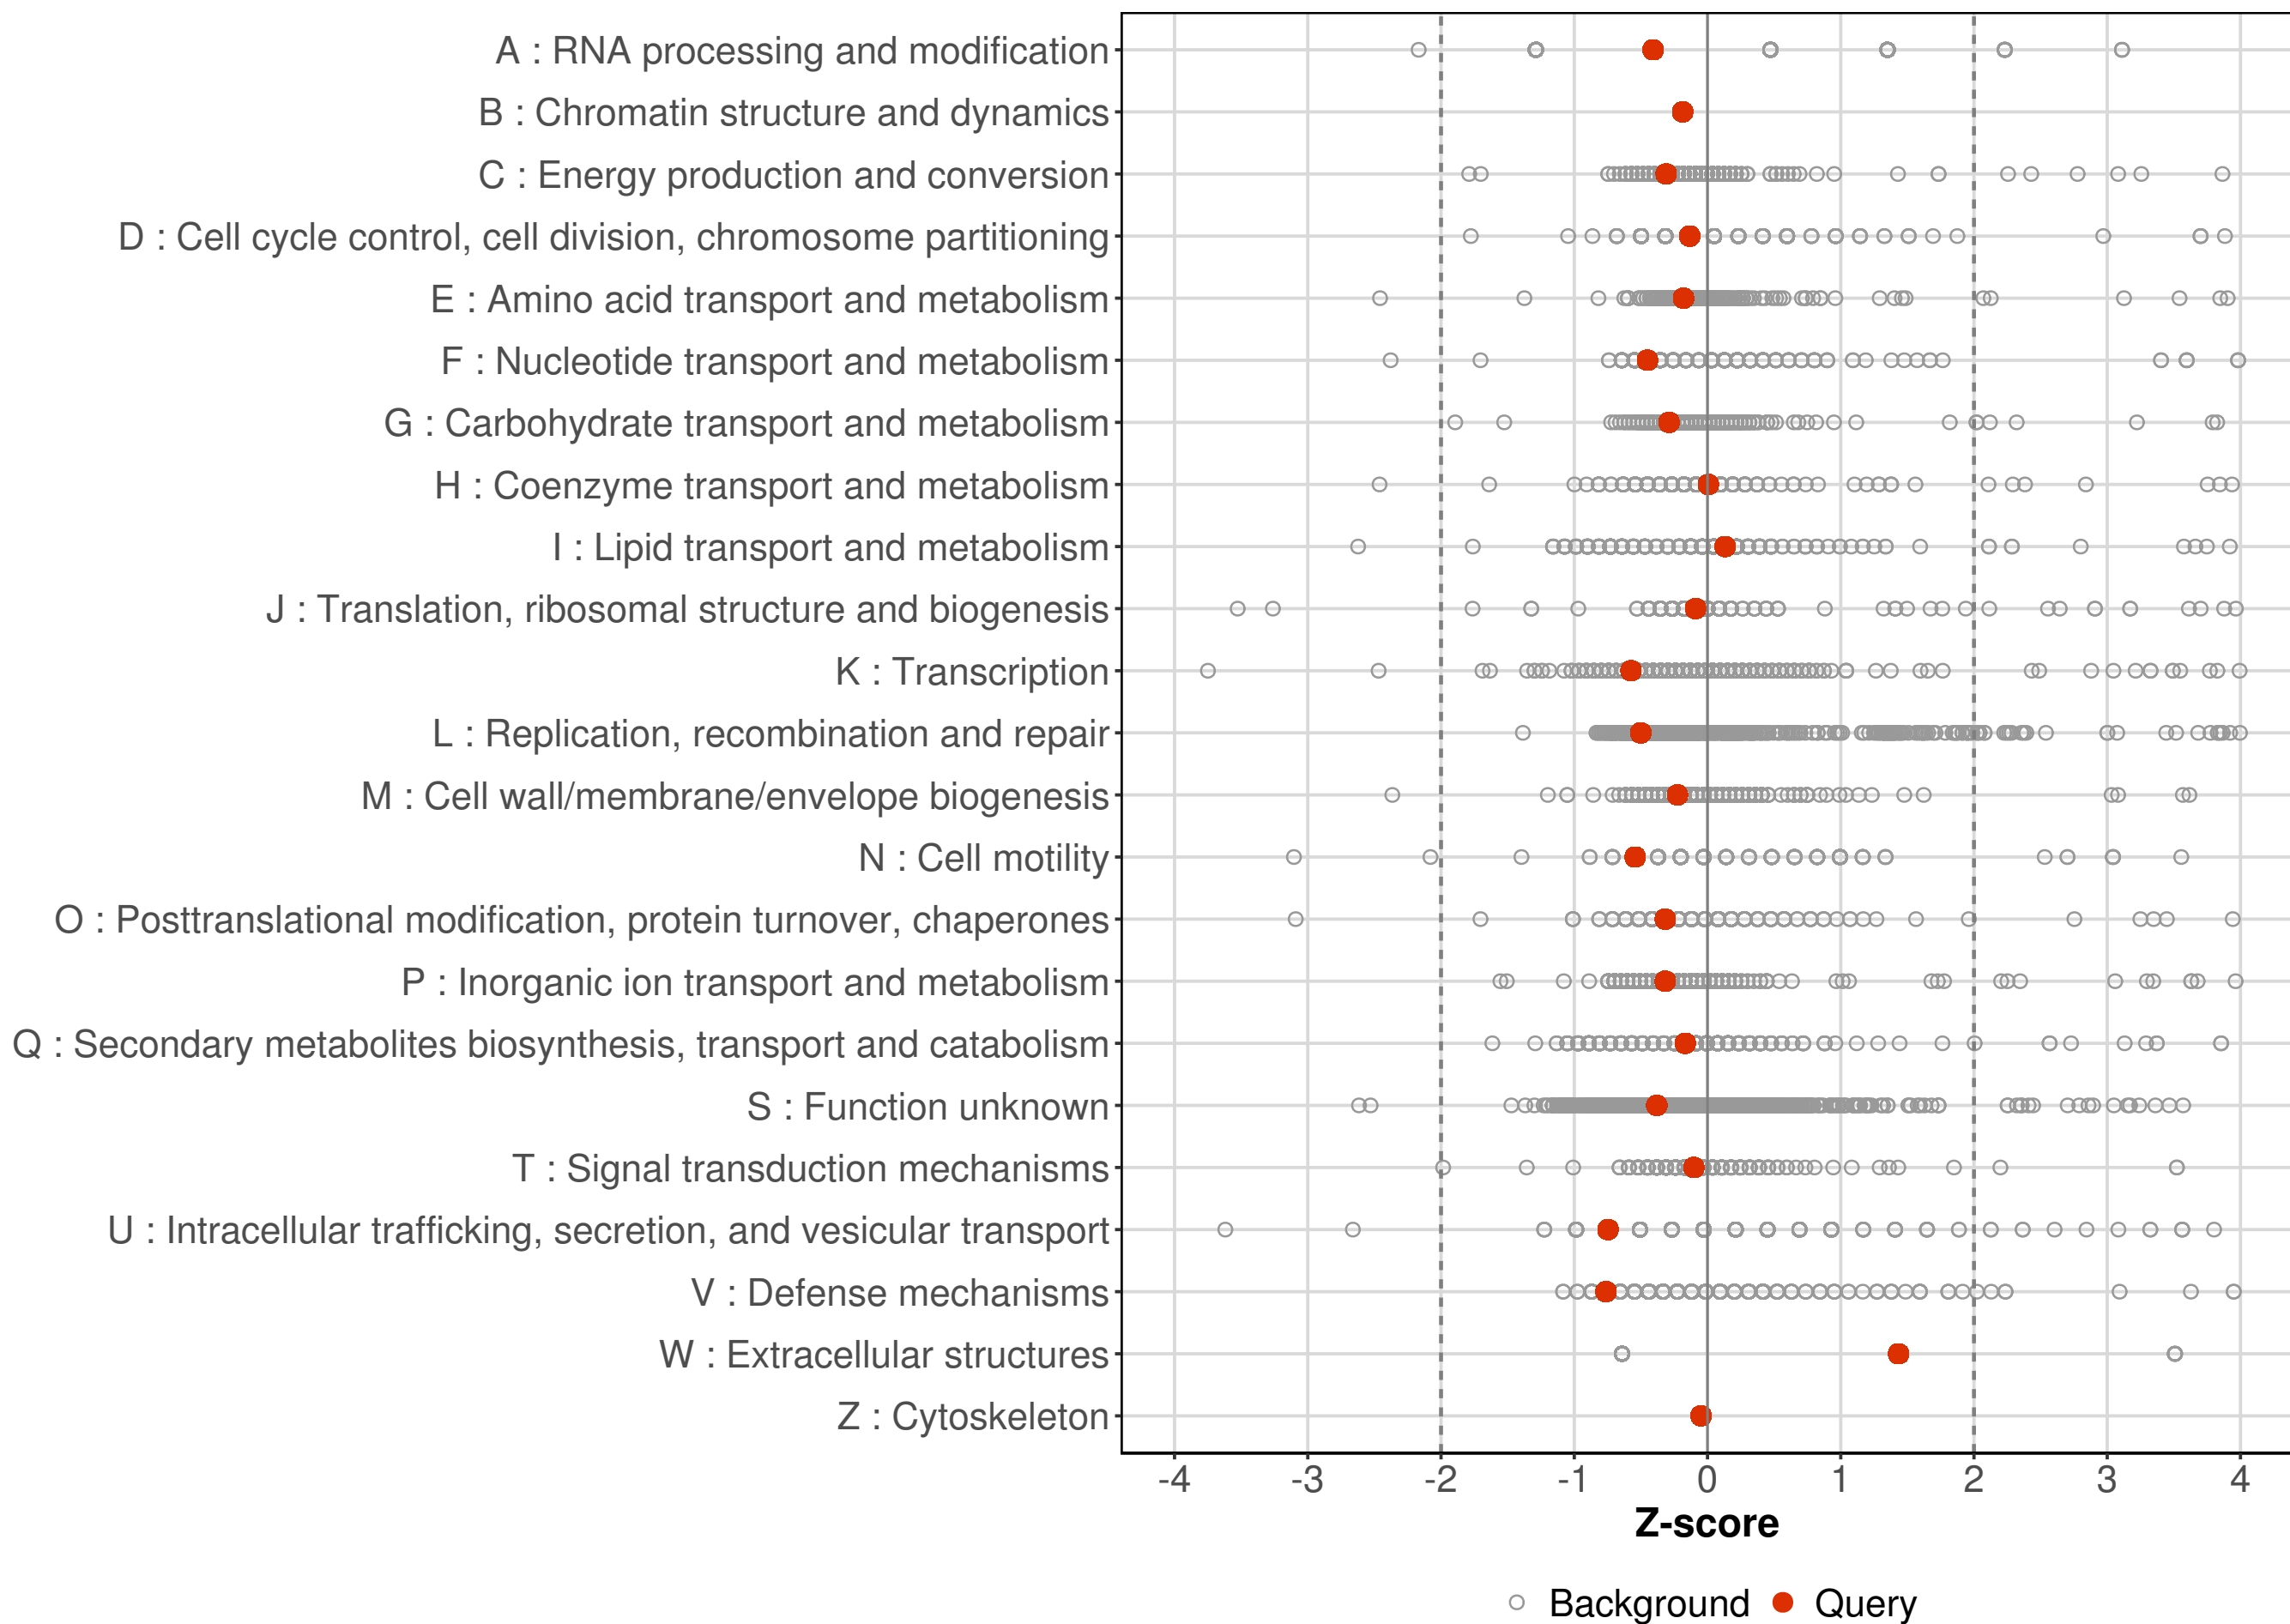 A : RNA processing and modification
B : Chromatin structure and dynamics
C : Energy production and conversion
D : Cell cycle control, cell division, chromosome partitioning
E : Amino acid transport and metabolism
F : Nucleotide transport and metabolism
G : Carbohydrate transport and metabolism
H : Coenzyme transport and metabolism
I : Lipid transport and metabolism
J : Translation, ribosomal structure and biogenesis
K : Transcription
L : Replication, recombination and repair
M : Cell wall/membrane/envelope biogenesis
N : Cell motility
O : Posttranslational modification, protein turnover, chaperones
P : Inorganic ion transport and metabolism
Q : Secondary metabolites biosynthesis, transport and catabolism
S : Function unknown
T : Signal transduction mechanisms
U : Intracellular trafficking, secretion, and vesicular transport
V : Defense mechanisms
W : Extracellular structures
Z : Cytoskeleton
-4 -3 -2 -1 0 1 2 3 4
Z-score
Background Query